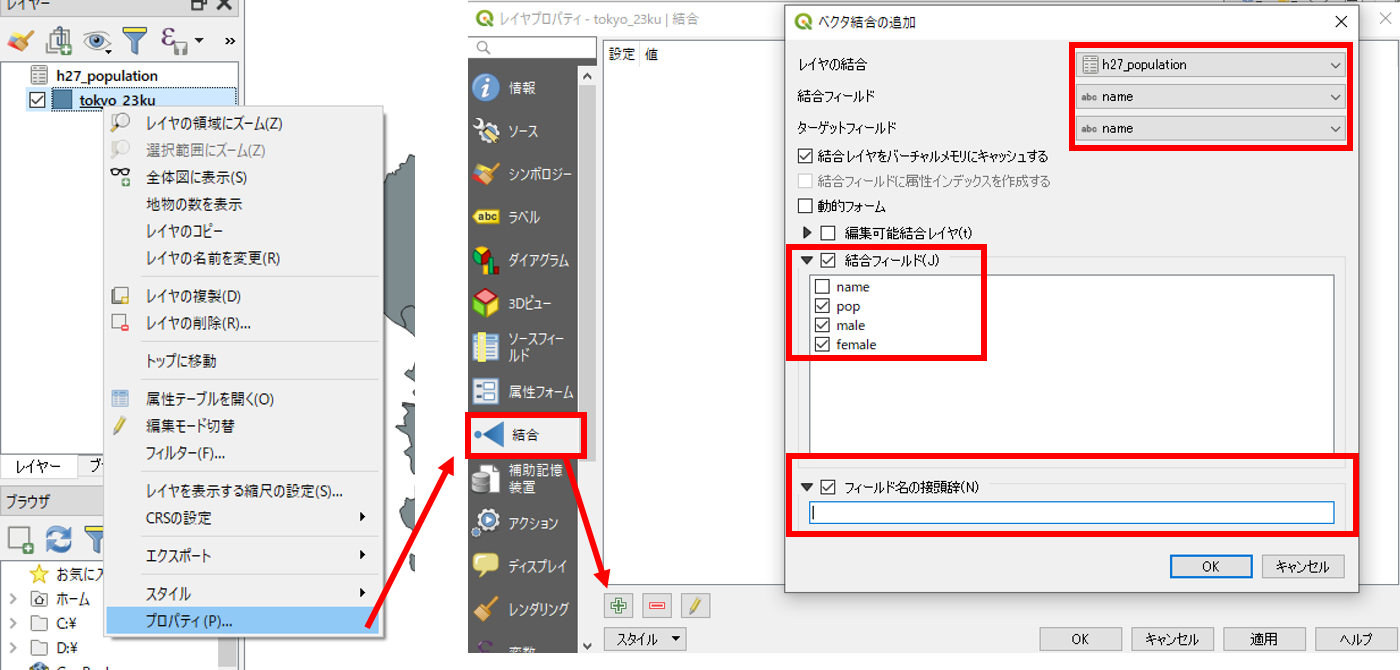 レイヤー
h27_population
tokyo_23ku
レイヤの領域にズーム(Z)
選択範囲にズーム(Z)
全体図に表示(S)
地物の数を表示
レイヤのコピー
レイヤの名前を変更(R)
レイヤの複製(D)
レイヤの削除(R)...
トップに移動
属性テーブルを開く(O)
編集モード切替
フィルター(F)...
レイヤを表示する縮尺の設定(S)...
CRSの設定
エクスポート
スタイル
プロパティ(P)...
レイヤー
ブ
ブラウザ
お気に入
ホーム
C:¥
D:¥
レイヤプロパティ - tokyo_23ku | 結合
情報
ソース
シンボロジー
abc
ラベル
ダイアグラム
3Dビュー
ソースフィー
ルド
属性フォーム
結合
補助記憶
装置
アクション
ディスプレイ
レンダリング
変数
設定 値
スタイル
OK
キャンセル
適用
ヘルプ
ベクタ結合の追加
レイヤの結合
h27_population
結合フィールド
abc name
ターゲットフィールド
abc name
結合レイヤをバーチャルメモリにキャッシュする
結合フィールドに属性インデックスを作成する
動的フォーム
編集可能結合レイヤ(t)
結合フィールド(J)
name
pop
male
female
フィールド名の接頭辞(N)
OK
キャンセル